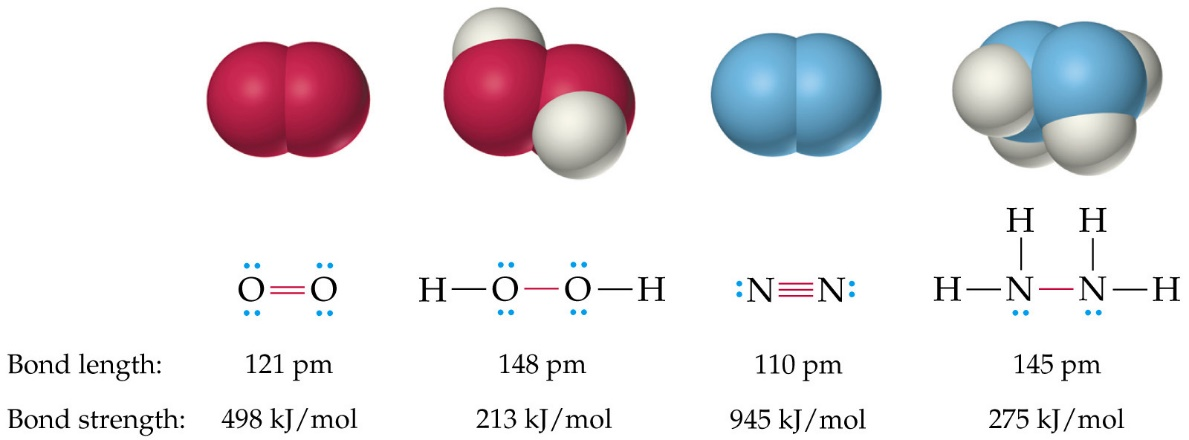 H H
O=O H—O—O—H :N≡N: H—N—N—H
Bond length: 121 pm 148 pm 110 pm 145 pm
Bond strength: 498 kJ/mol 213 kJ/mol 945 kJ/mol 275 kJ/mol